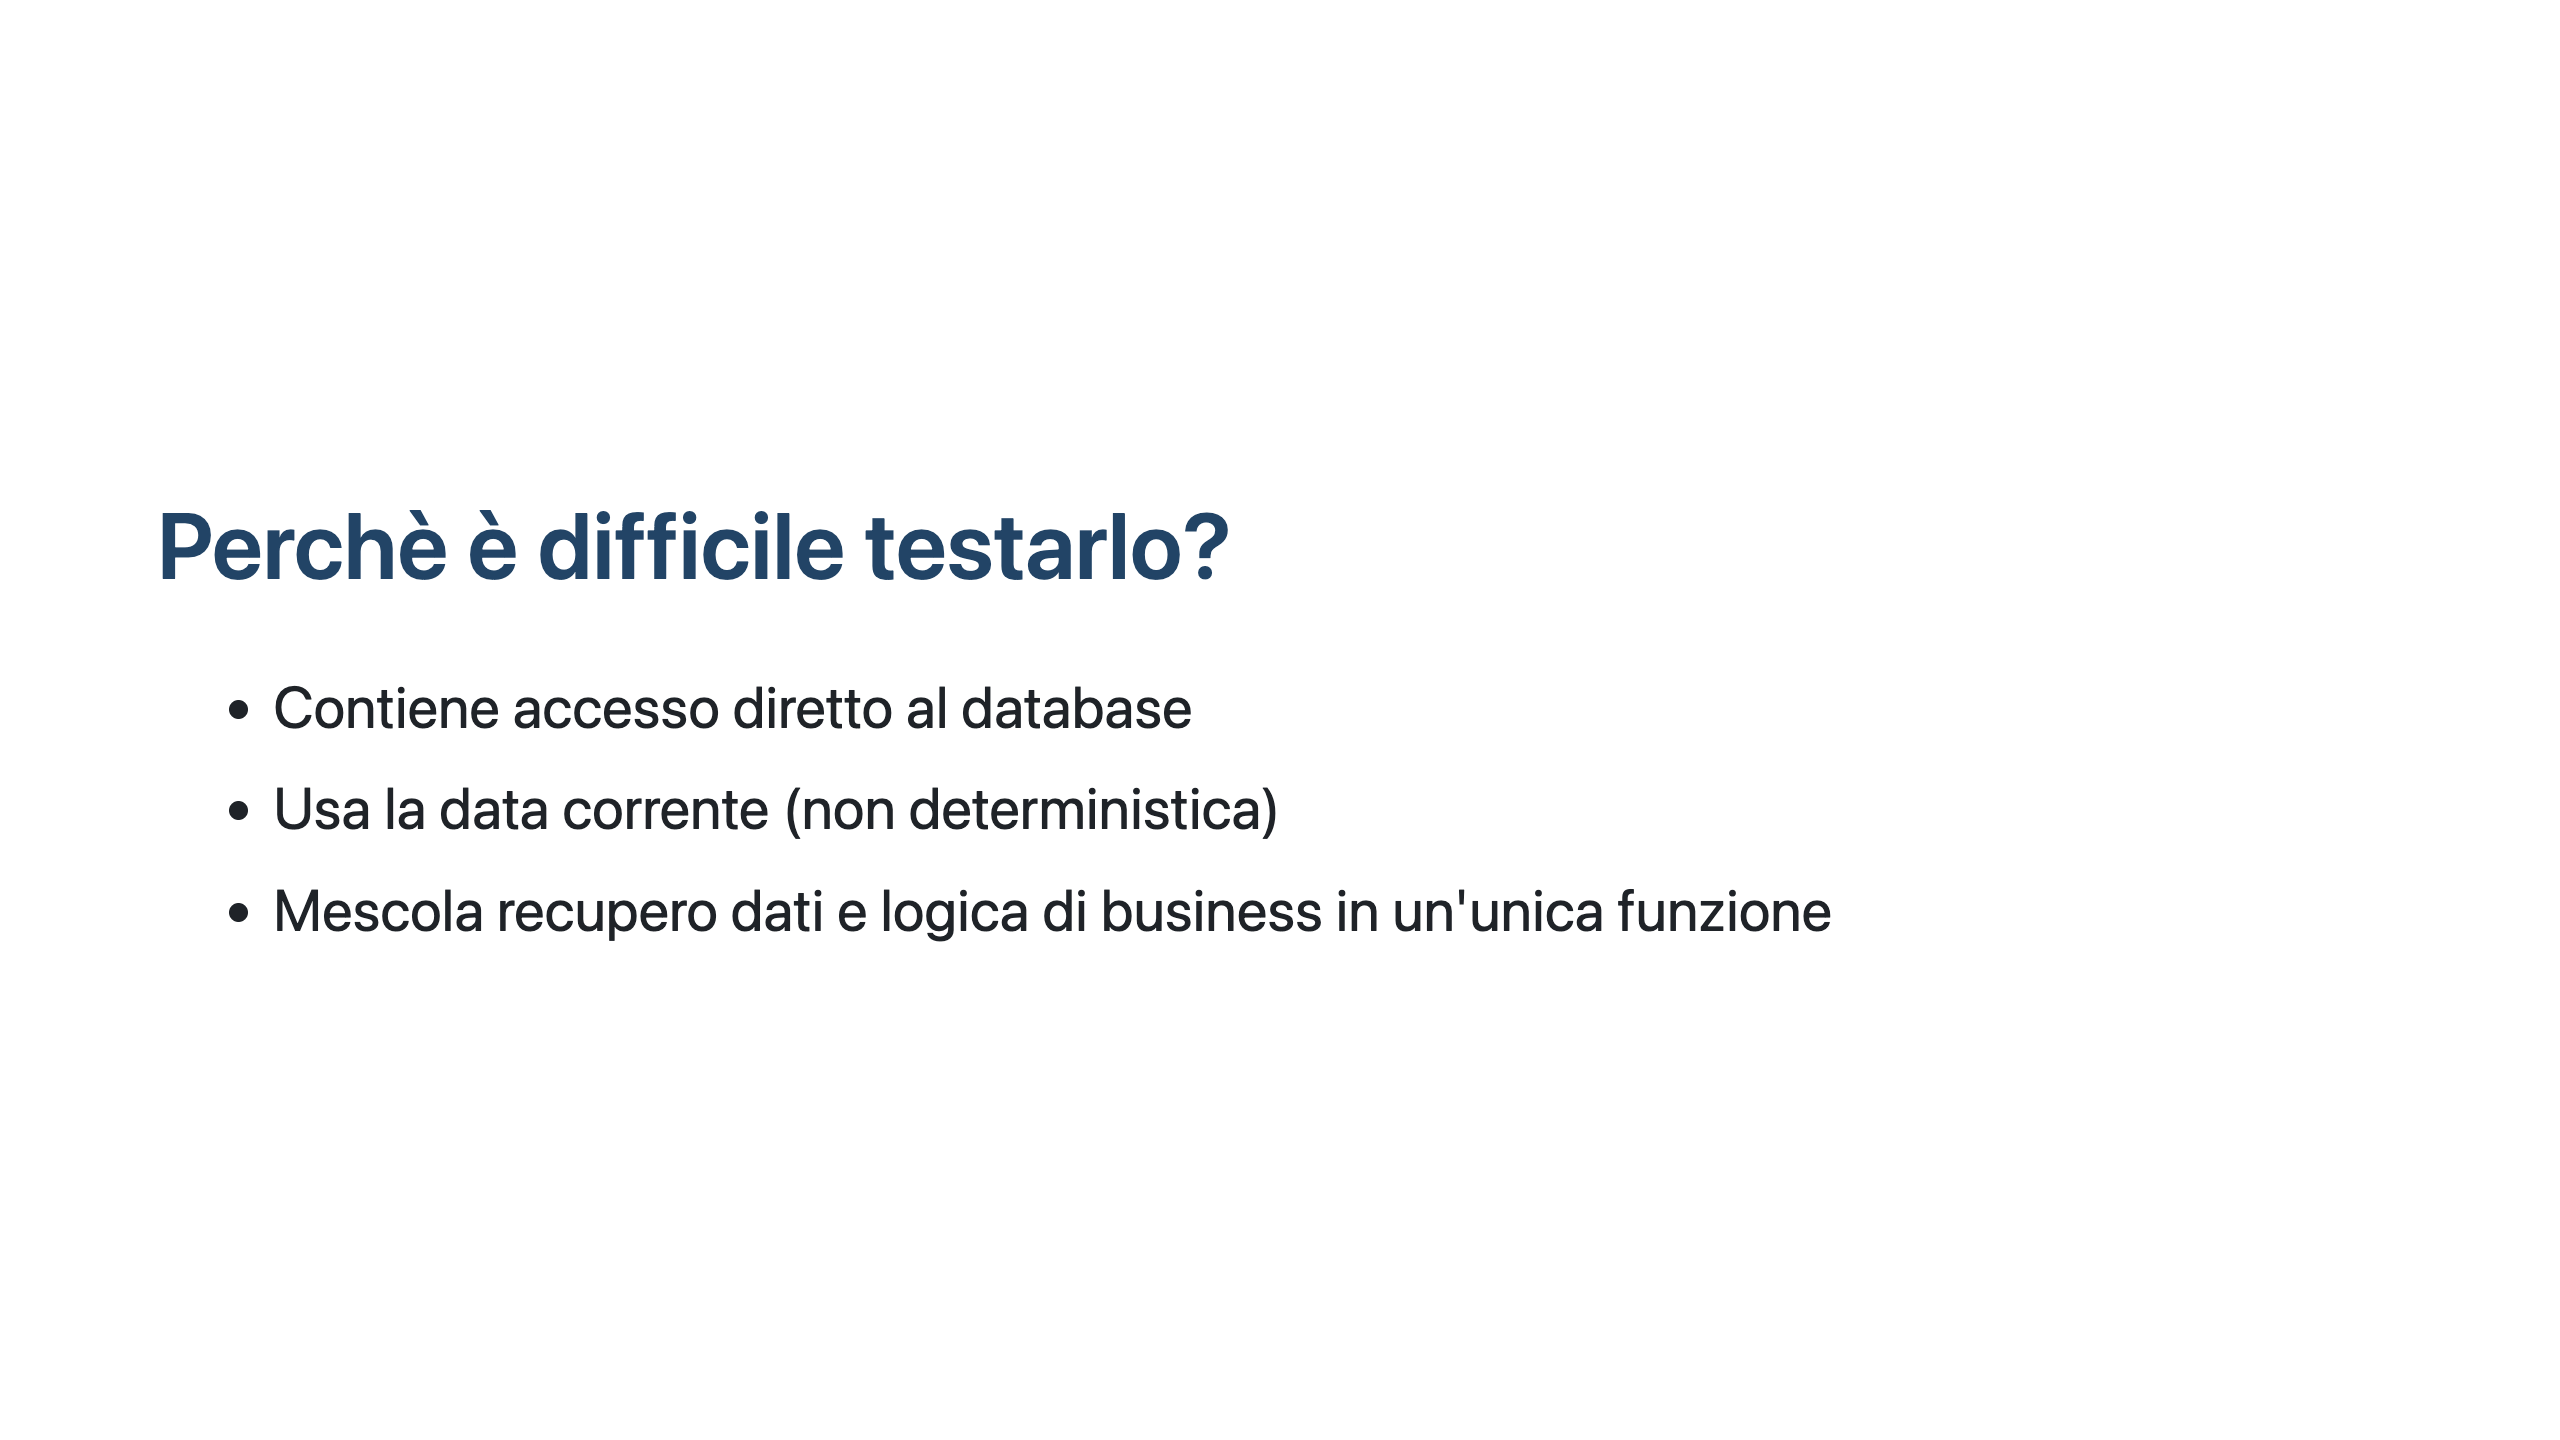 Perchè è difficile testarlo?
• Contiene accesso diretto al database
• Usa la data corrente (non deterministica)
• Mescola recupero dati e logica di business in un'unica funzione